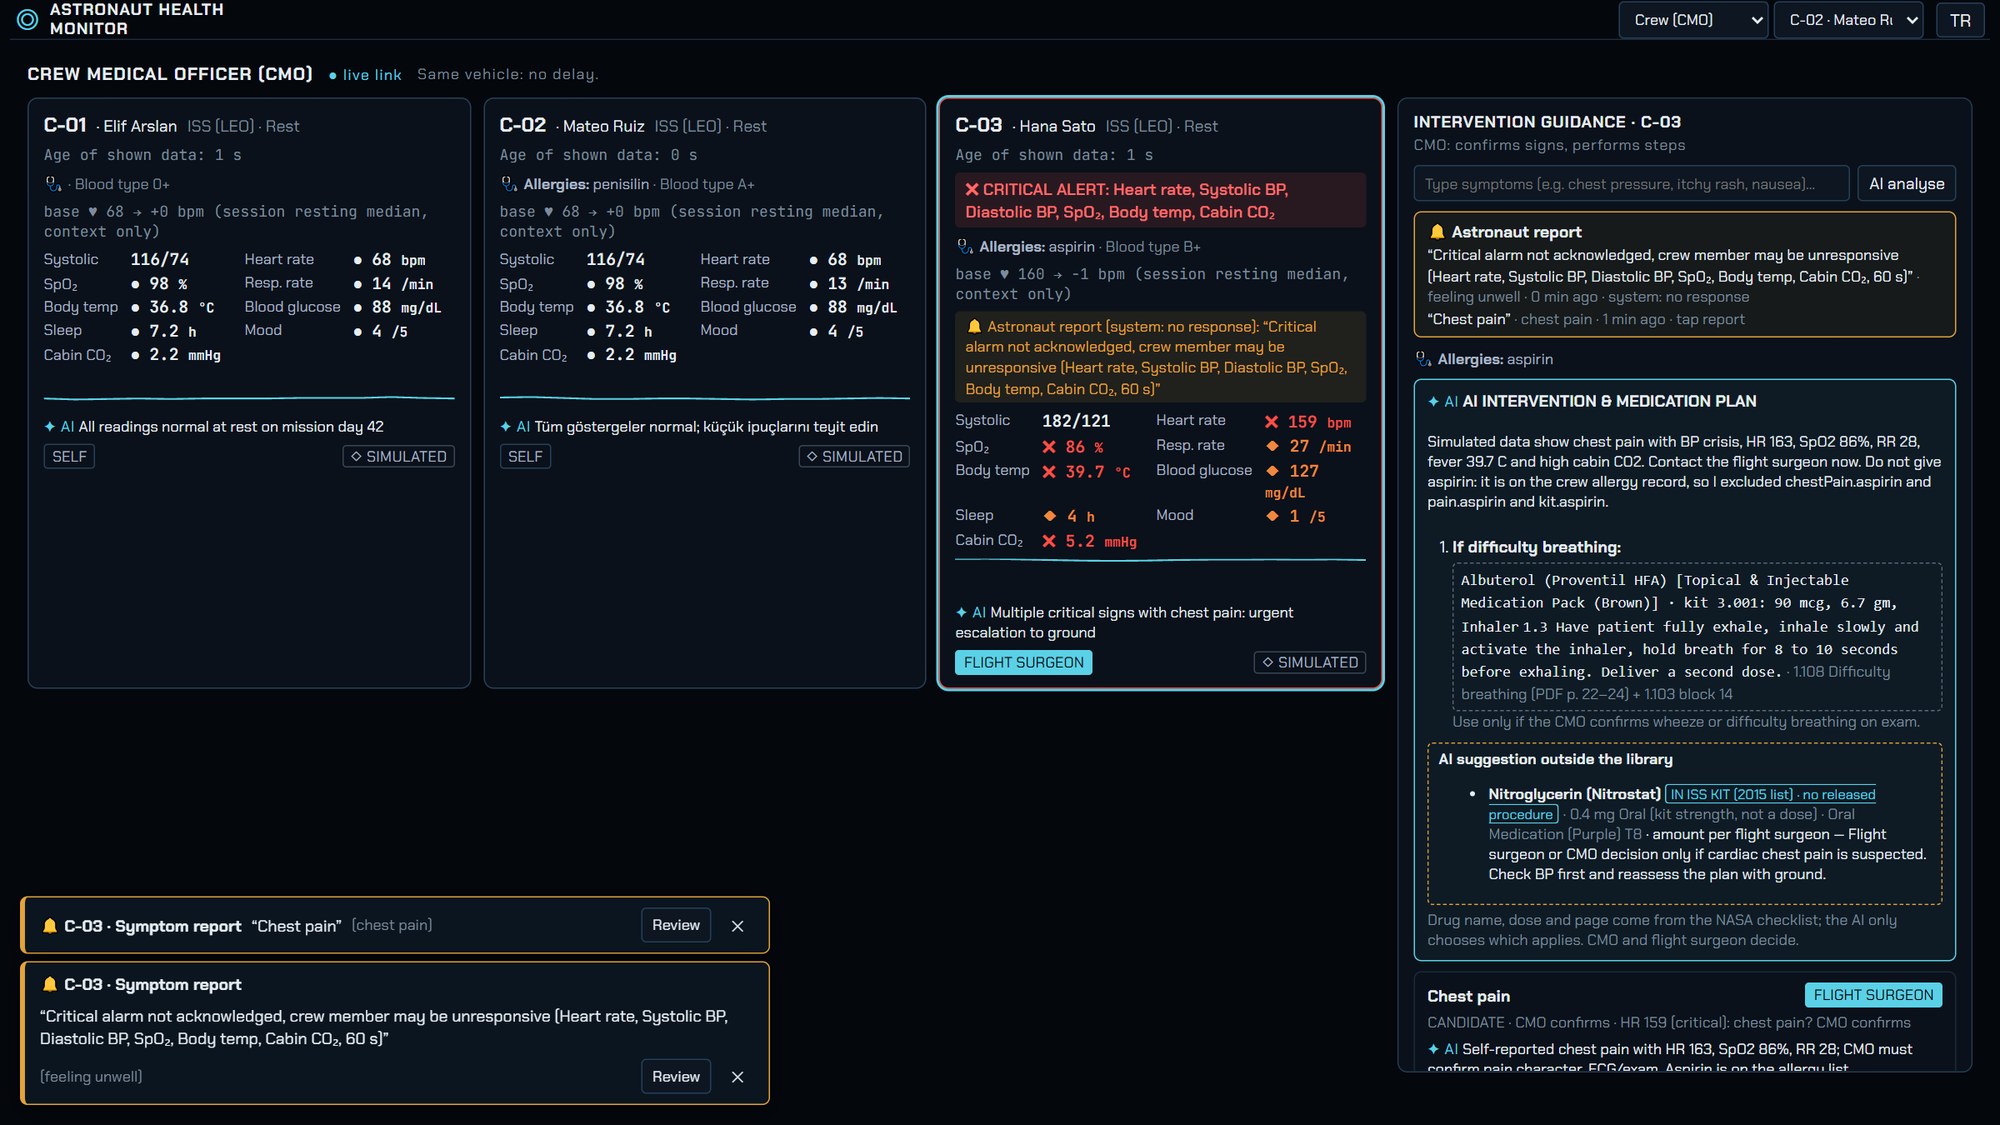 ASTRONAUT HEALTH
MONITOR
Crew (CMO)
C-02 · Mateo Ru
TR
CREW MEDICAL OFFICER (CMO) • live link Same vehicle: no delay.
C-01 · Elif Arslan ISS (LEO) · Rest
Age of shown data: 1 s
· Blood type 0+
base ♥ 68 → +0 bpm (session resting median,
context only)
Systolic 116/74 Heart rate ● 68 bpm
SpO₂ ● 98 % Resp. rate ● 14 /min
Body temp ● 36.8 °C Blood glucose ● 88 mg/dL
Sleep ● 7.2 h Mood ● 4 /5
Cabin CO₂ ● 2.2 mmHg
✦ AI All readings normal at rest on mission day 42
SELF ◇ SIMULATED
C-02 · Mateo Ruiz ISS (LEO) · Rest
Age of shown data: 0 s
Allergies: penisilin · Blood type A+
base ♥ 68 → +0 bpm (session resting median,
context only)
Systolic 116/74 Heart rate ● 68 bpm
SpO₂ ● 98 % Resp. rate ● 13 /min
Body temp ● 36.8 °C Blood glucose ● 88 mg/dL
Sleep ● 7.2 h Mood ● 4 /5
Cabin CO₂ ● 2.2 mmHg
✦ AI Tüm göstergeler normal; küçük ipuçlarını teyit edin
SELF ◇ SIMULATED
C-03 · Hana Sato ISS (LEO) · Rest
Age of shown data: 1 s
❌ CRITICAL ALERT: Heart rate, Systolic BP,
Diastolic BP, SpO₂, Body temp, Cabin CO₂
Allergies: aspirin · Blood type B+
base ♥ 160 → -1 bpm (session resting median,
context only)
🔔 Astronaut report (system: no response): “Critical
alarm not acknowledged, crew member may be
unresponsive (Heart rate, Systolic BP, Diastolic BP, SpO₂,
Body temp, Cabin CO₂, 60 s)”
Systolic 182/121 Heart rate ✕ 159 bpm
SpO₂ ✕ 86 % Resp. rate ◆ 27 /min
Body temp ✕ 39.7 °C Blood glucose ◆ 127
mg/dL
Sleep ◆ 4 h Mood ◆ 1 /5
Cabin CO₂ ✕ 5.2 mmHg
✦ AI Multiple critical signs with chest pain: urgent
escalation to ground
FLIGHT SURGEON ◇ SIMULATED
INTERVENTION GUIDANCE · C-03
CMO: confirms signs, performs steps
Type symptoms (e.g. chest pressure, itchy rash, nausea)...
AI analyse
🔔 Astronaut report
“Critical alarm not acknowledged, crew member may be unresponsive
(Heart rate, Systolic BP, Diastolic BP, SpO₂, Body temp, Cabin CO₂, 60 s)” ·
feeling unwell · 0 min ago · system: no response
“Chest pain” · chest pain · 1 min ago · tap report
Allergies: aspirin
✦ AI AI INTERVENTION & MEDICATION PLAN
Simulated data show chest pain with BP crisis, HR 163, SpO2 86%, RR 28,
fever 39.7 C and high cabin CO2. Contact the flight surgeon now. Do not give
aspirin: it is on the crew allergy record, so I excluded chestPain.aspirin and
pain.aspirin and kit.aspirin.
1. If difficulty breathing:
Albuterol (Proventil HFA) [Topical & Injectable
Medication Pack (Brown)] · kit 3.001: 90 mcg, 6.7 gm,
Inhaler 1.3 Have patient fully exhale, inhale slowly and
activate the inhaler, hold breath for 8 to 10 seconds
before exhaling. Deliver a second dose. · 1.108 Difficulty
breathing (PDF p. 22–24) + 1.103 block 14
Use only if the CMO confirms wheeze or difficulty breathing on exam.
AI suggestion outside the library
• Nitroglycerin (Nitrostat) IN ISS KIT (2015 list) · no released
procedure · 0.4 mg Oral (kit strength, not a dose) · Oral
Medication (Purple) T8 · amount per flight surgeon — Flight
surgeon or CMO decision only if cardiac chest pain is suspected.
Check BP first and reassess the plan with ground.
Drug name, dose and page come from the NASA checklist; the AI only
chooses which applies. CMO and flight surgeon decide.
Chest pain FLIGHT SURGEON
CANDIDATE · CMO confirms · HR 159 (critical): chest pain? CMO confirms
✦ AI Self-reported chest pain with HR 163, SpO2 86%, RR 28; CMO must
confirm pain character, ECG/exam. Aspirin is on the allergy list.
🔔 C-03 · Symptom report “Chest pain” (chest pain) Review ✕
🔔 C-03 · Symptom report
“Critical alarm not acknowledged, crew member may be unresponsive (Heart rate, Systolic BP,
Diastolic BP, SpO₂, Body temp, Cabin CO₂, 60 s)”
(feeling unwell) Review ✕